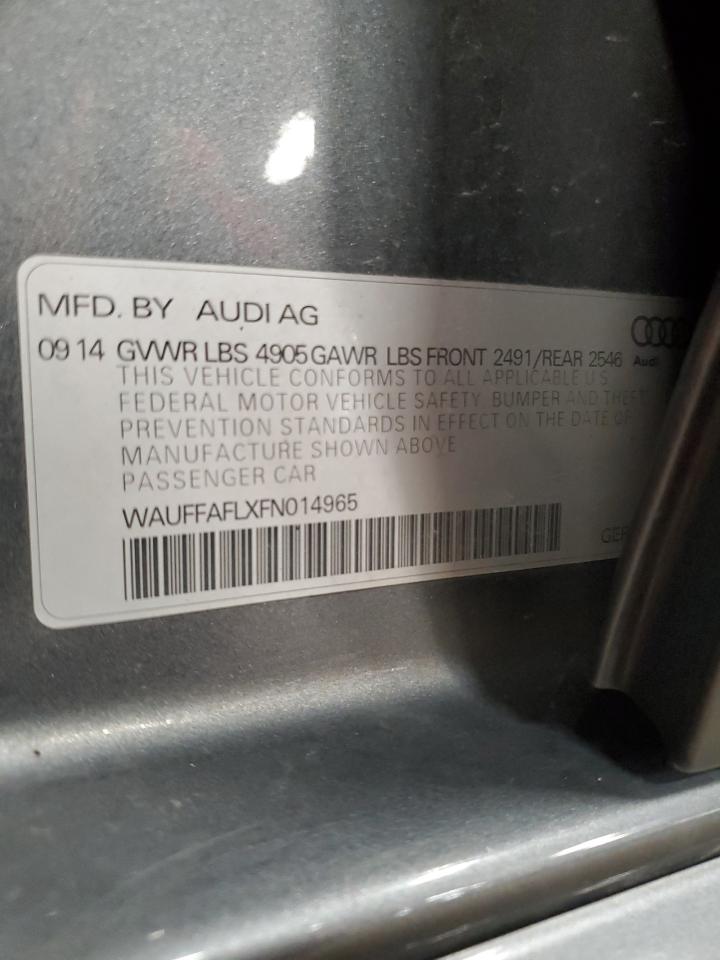 MFD. BY AUDI AG
09 14 GVWR LBS 4905 GAWR LBS FRONT 2491/REAR 2546
Audi
THIS VEHICLE CONFORMS TO ALL APPLICABLE U.S.
FEDERAL MOTOR VEHICLE SAFETY, BUMPER AND THEFT
PREVENTION STANDARDS IN EFFECT ON THE DATE OF
MANUFACTURE SHOWN ABOVE
PASSENGER CAR
WAUFFAFLXFN014965